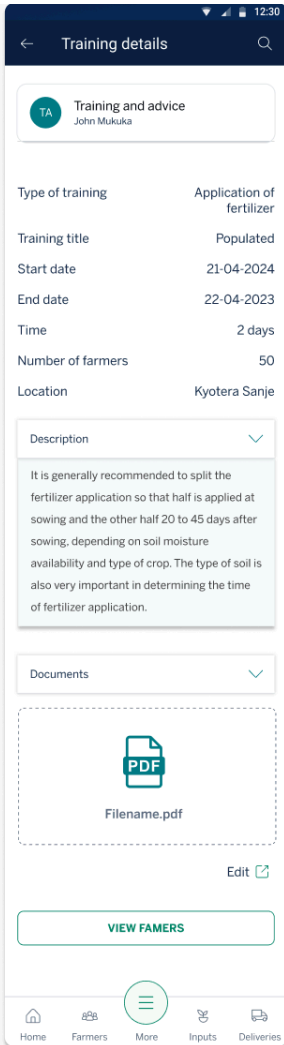 12:30
Training details
TA
Training and advice
John Mukuka
Type of training
Application of
fertilizer
Training title
Populated
Start date
21-04-2024
End date
22-04-2023
Time
2 days
Number of farmers
50
Location
Kyotera Sanje
Description
It is generally recommended to split the
fertilizer application so that half is applied at
sowing and the other half 20 to 45 days after
sowing, depending on soil moisture
availability and type of crop. The type of soil is
also very important in determining the time
of fertilizer application.
Documents
PDF
Filename.pdf
Edit
VIEW FAMERS
Home
Farmers
More
Inputs
Deliveries